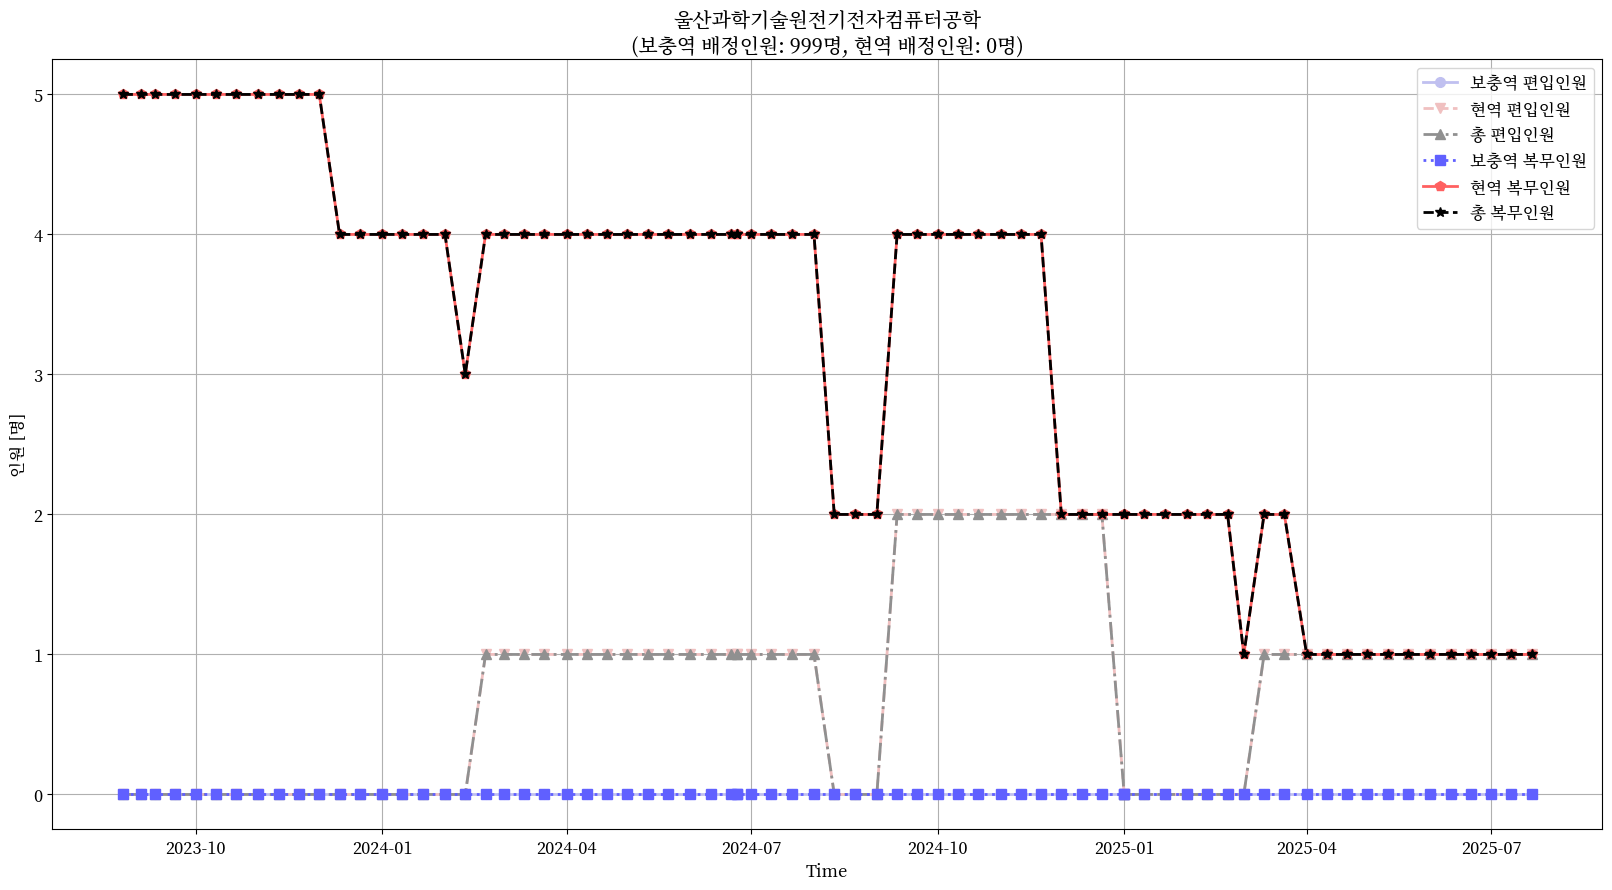 울산과학기술원전기전자컴퓨터공학
(보충역 배정인원: 999명, 현역 배정인원: 0명)
보충역 편입인원
현역 편입인원
총 편입인원
보충역 복무인원
현역 복무인원
총 복무인원
인원 [명]
5
4
3
2
1
0
2023-10
2024-01
2024-04
2024-07
2024-10
2025-01
2025-04
2025-07
Time